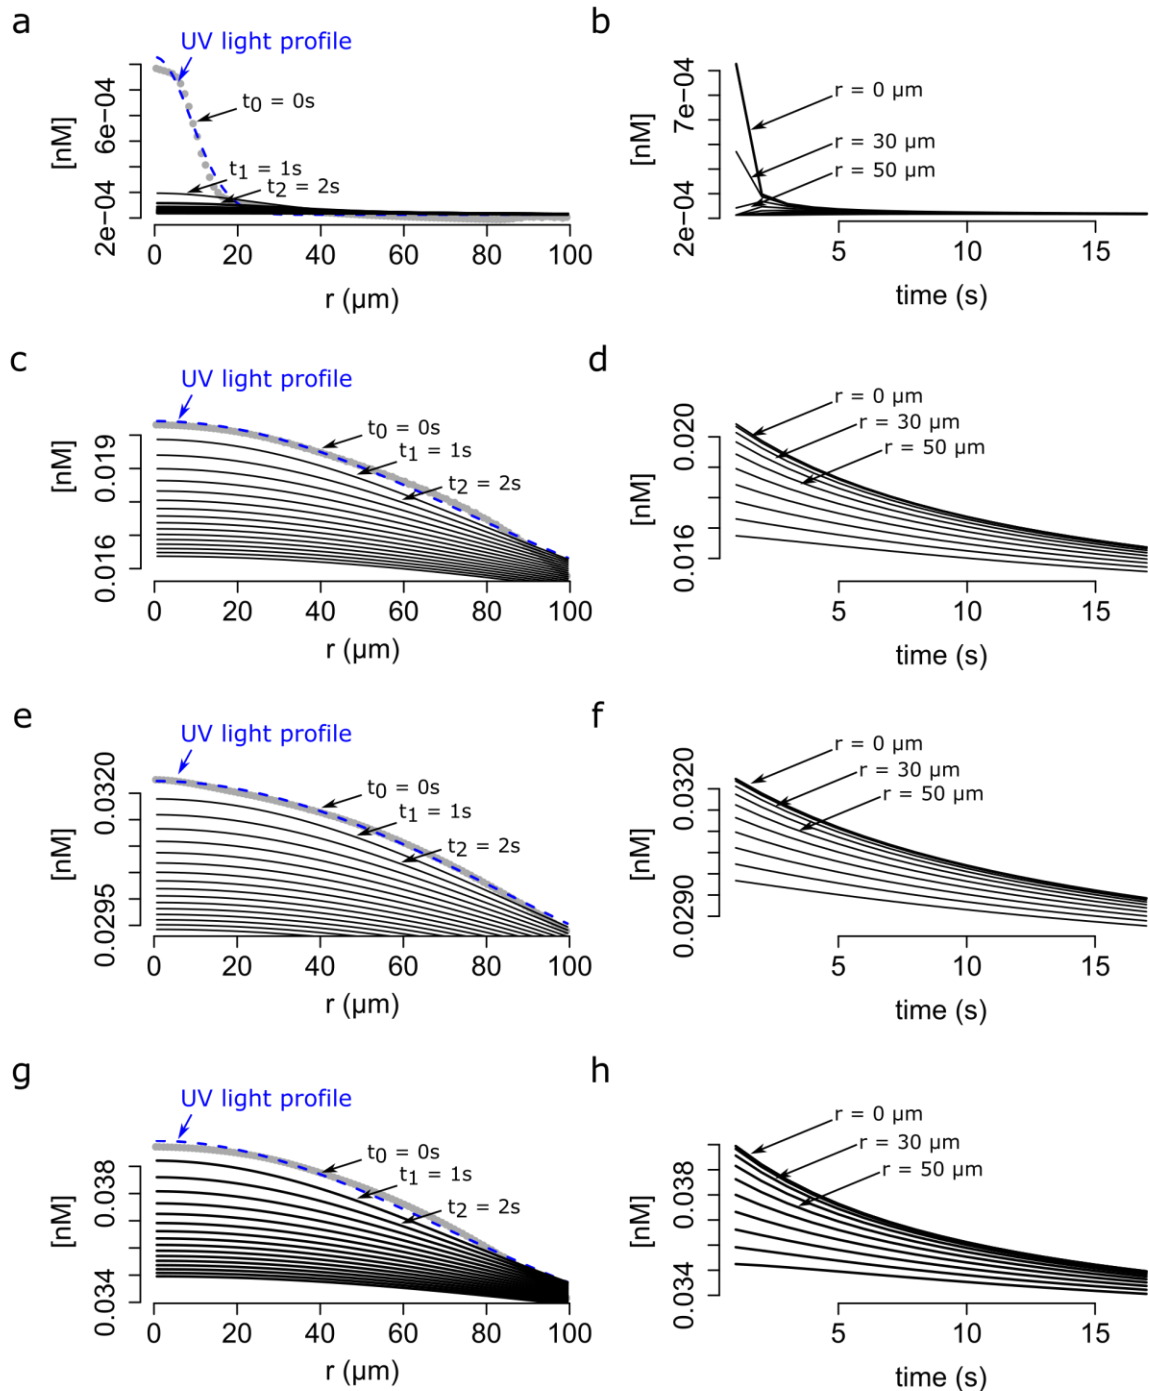 a
UV light profile
t0 = 0s
t1 = 1s
t2 = 2s
[nM]
2e−04
6e−04
0 20 40 60 80 100
r (µm)
b
r = 0 µm
r = 30 µm
r = 50 µm
[nM]
2e−04
7e−04
5 10 15
time (s)
c
UV light profile
t0 = 0s
t1 = 1s
t2 = 2s
[nM]
0.016
0.019
0 20 40 60 80 100
r (µm)
d
r = 0 µm
r = 30 µm
r = 50 µm
[nM]
0.016
0.020
5 10 15
time (s)
e
UV light profile
t0 = 0s
t1 = 1s
t2 = 2s
[nM]
0.0295
0.0320
0 20 40 60 80 100
r (µm)
f
r = 0 µm
r = 30 µm
r = 50 µm
[nM]
0.0290
0.0320
5 10 15
time (s)
g
UV light profile
t0 = 0s
t1 = 1s
t2 = 2s
[nM]
0.034
0.038
0 20 40 60 80 100
r (µm)
h
r = 0 µm
r = 30 µm
r = 50 µm
[nM]
0.034
0.038
5 10 15
time (s)